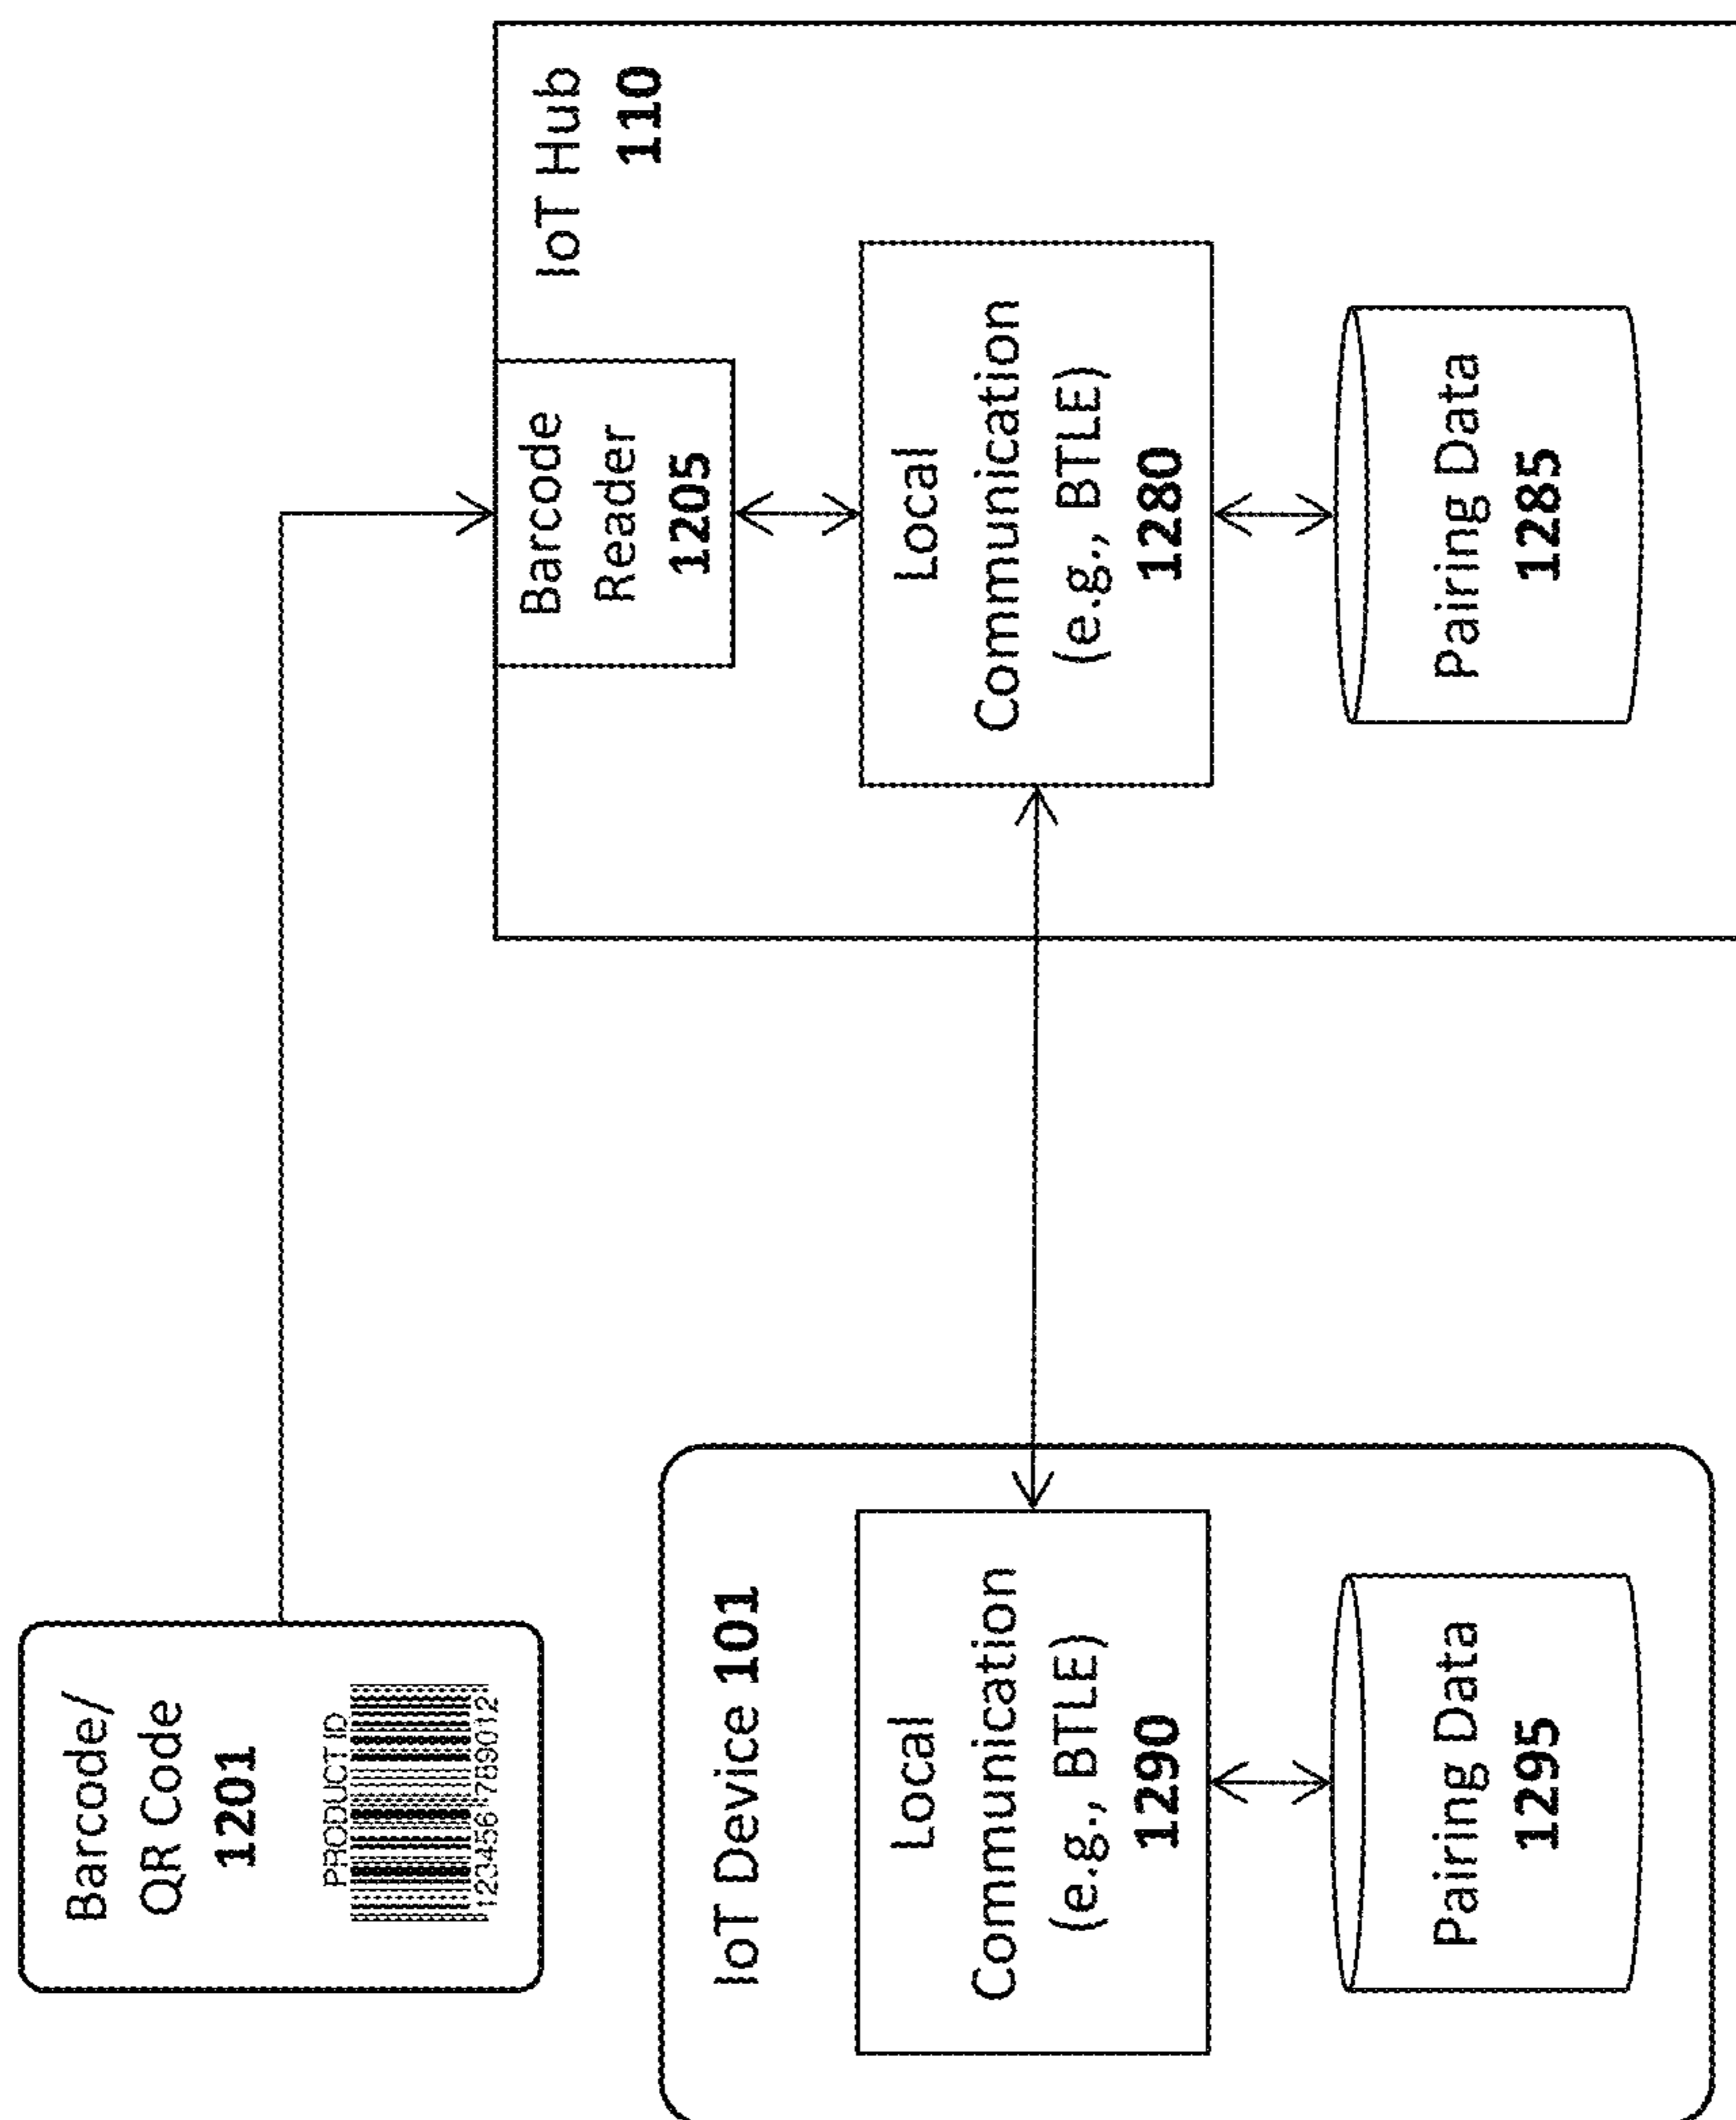 Barcode/
QR Code
1201
PRODUCT ID
123456 789012
IoT Device 101
Local
Communication
(e.g., BTLE)
1290
Pairing Data
1295
IoT Hub
110
Barcode
Reader
1205
Local
Communication
(e.g., BTLE)
1280
Pairing Data
1285